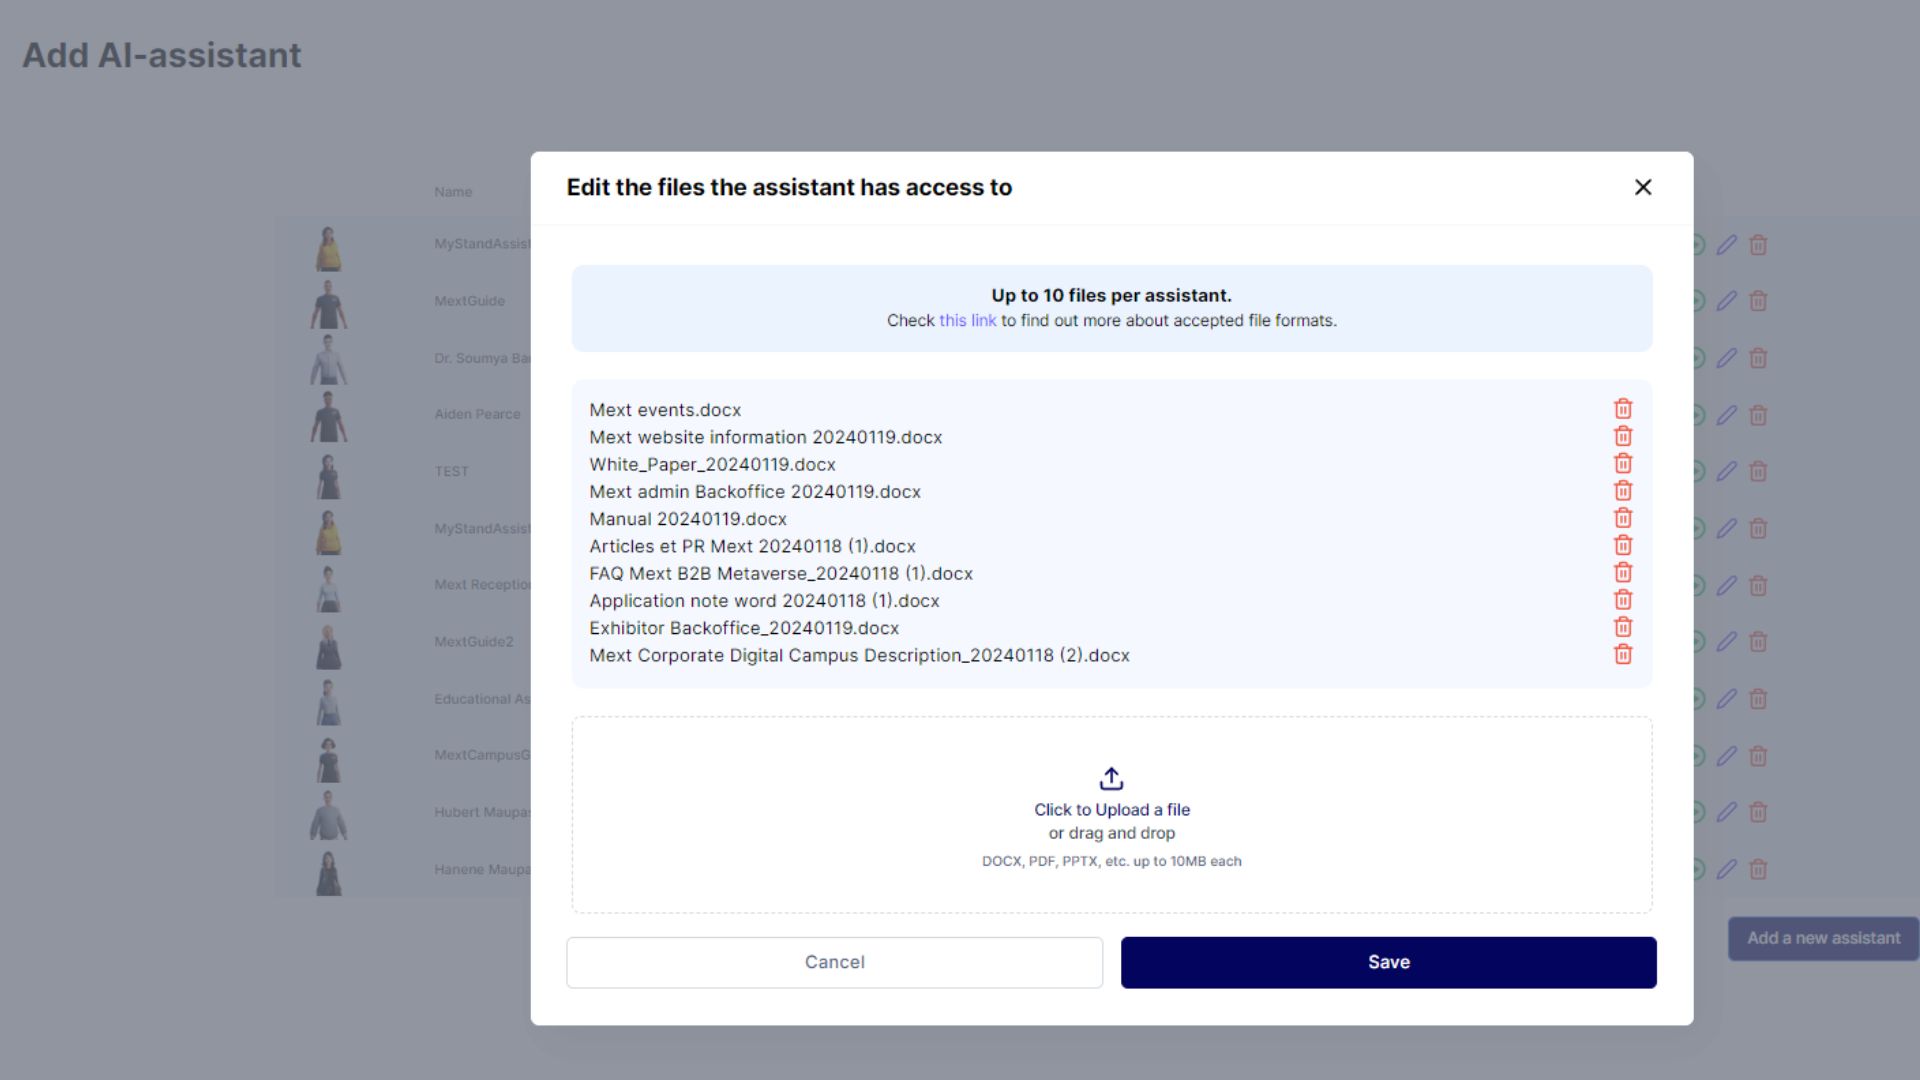 Add AI-assistant
Edit the files the assistant has access to
Up to 10 files per assistant.
Check this link to find out more about accepted file formats.
Mext events.docx
Mext website information 20240119.docx
White_Paper_20240119.docx
Mext admin Backoffice 20240119.docx
Manual 20240119.docx
Articles et PR Mext 20240118 (1).docx
FAQ Mext B2B Metaverse_20240118 (1).docx
Application note word 20240118 (1).docx
Exhibitor Backoffice_20240119.docx
Mext Corporate Digital Campus Description_20240118 (2).docx
Click to Upload a file
or drag and drop
DOCX, PDF, PPTX, etc. up to 10MB each
Cancel
Save
Name
MyStandAssist
MextGuide
Dr. Soumya Ba
Aiden Pearce
TEST
MyStandAssist
Mext Receptio
MextGuide2
Educational As
MextCampusG
Hubert Maupa
Hanene Maupa
Add a new assistant